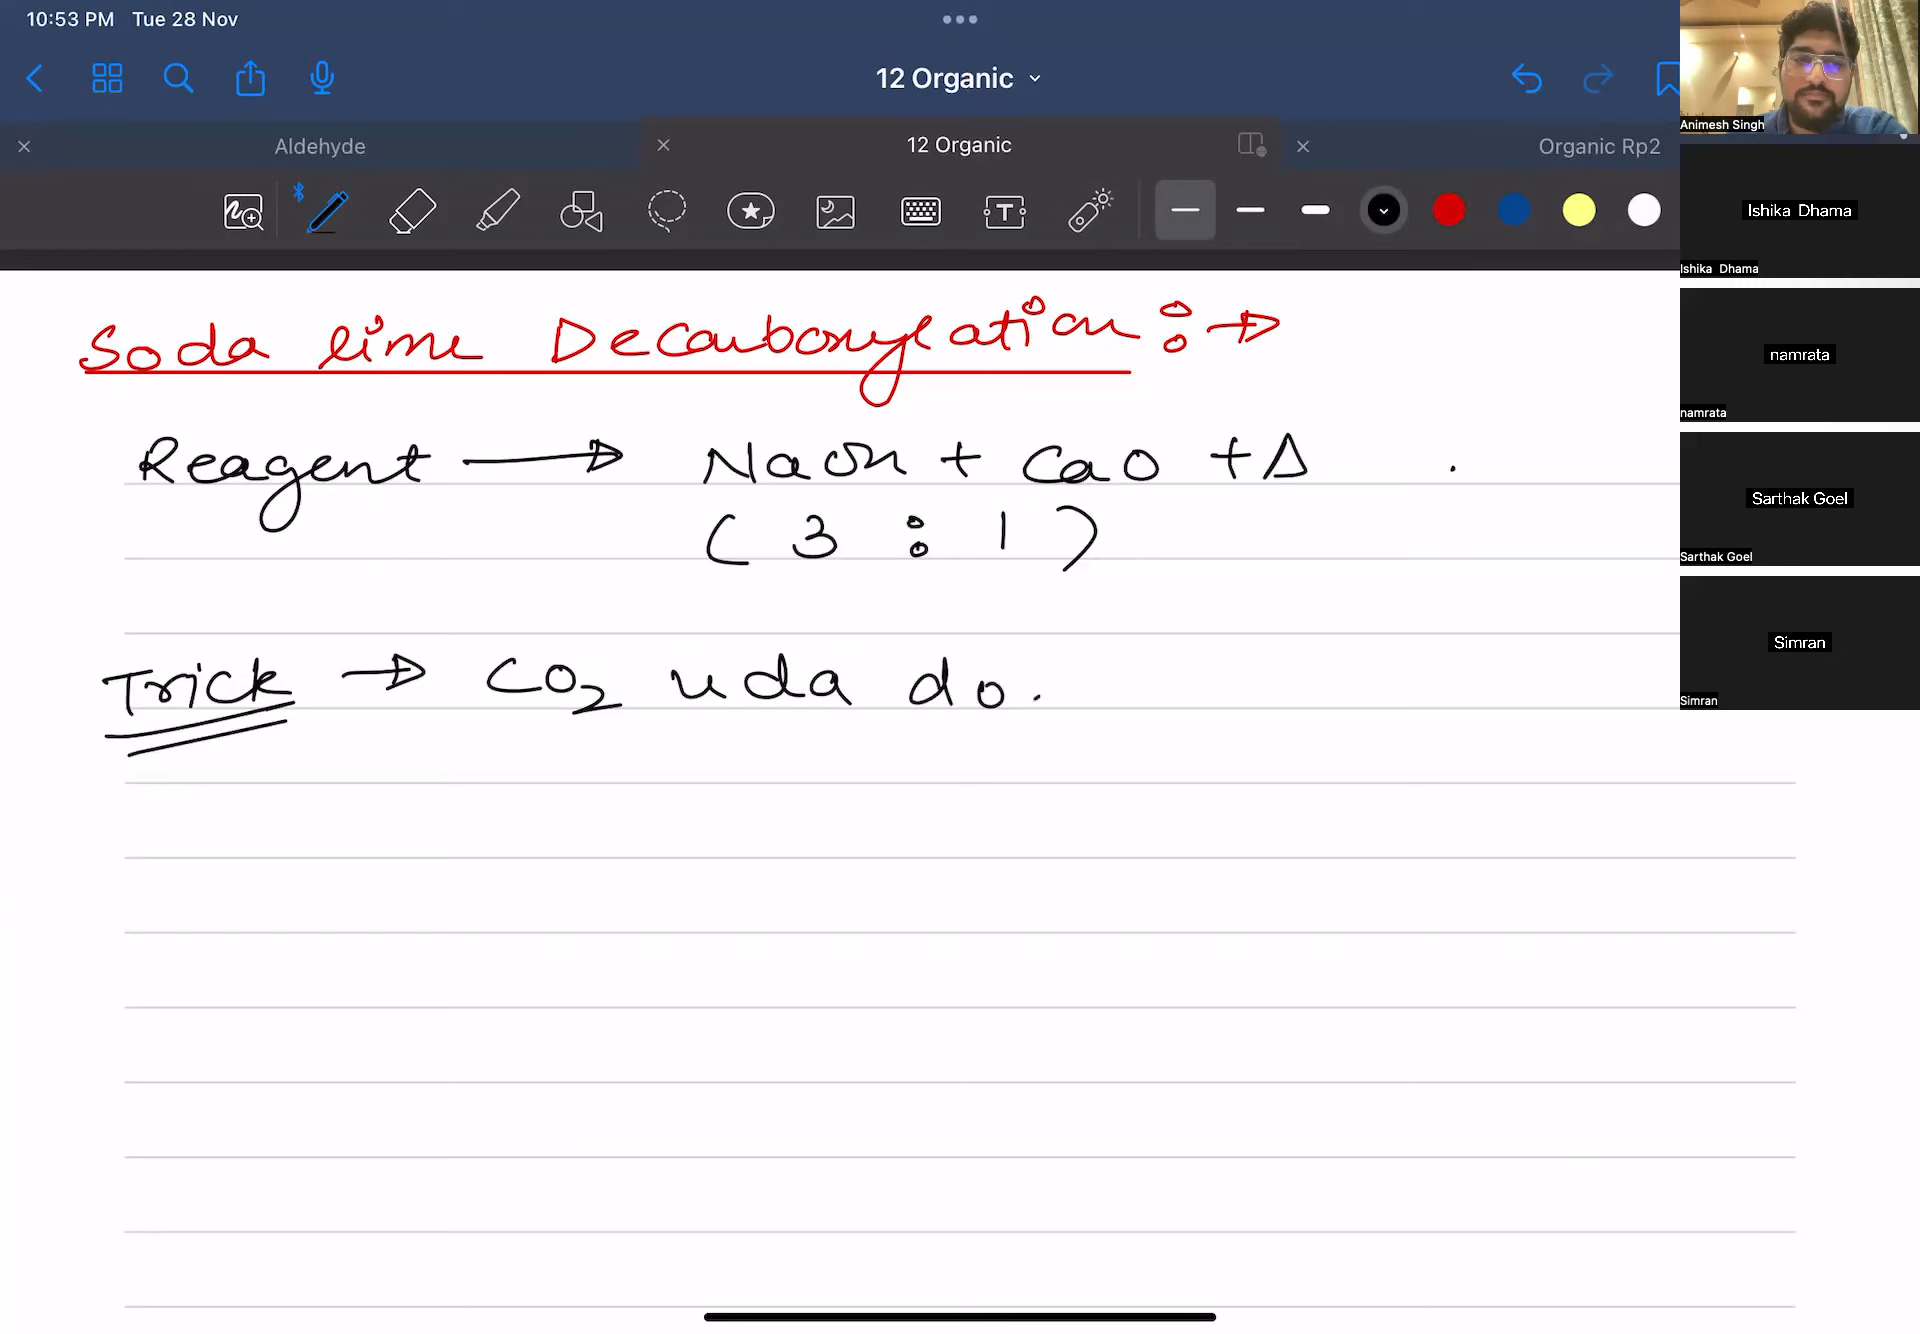 10:53 PM Tue 28 Nov
12 Organic
Aldehyde
12 Organic
Organic Rp2
T
Animesh Singh
Ishika Dhama
Ishika Dhama
namrata
namrata
Sarthak Goel
Sarthak Goel
Simran
Simran
Soda lime Decarboxylation :→
Reagent → NaOH + CaO + Δ
( 3 : 1 )
Trick → CO₂ uda do.